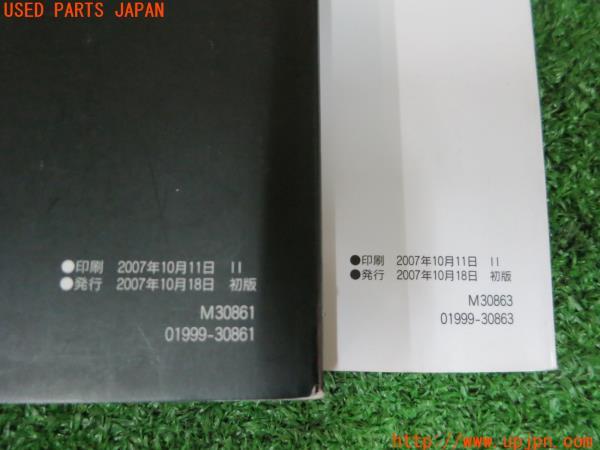 USED PARTS JAPAN
●印刷 2007年10月11日 II
●発行 2007年10月18日 初版
M30861
01999-30861
●印刷 2007年10月11日 II
●発行 2007年10月18日 初版
M30863
01999-30863
http://www.upjpn.com/